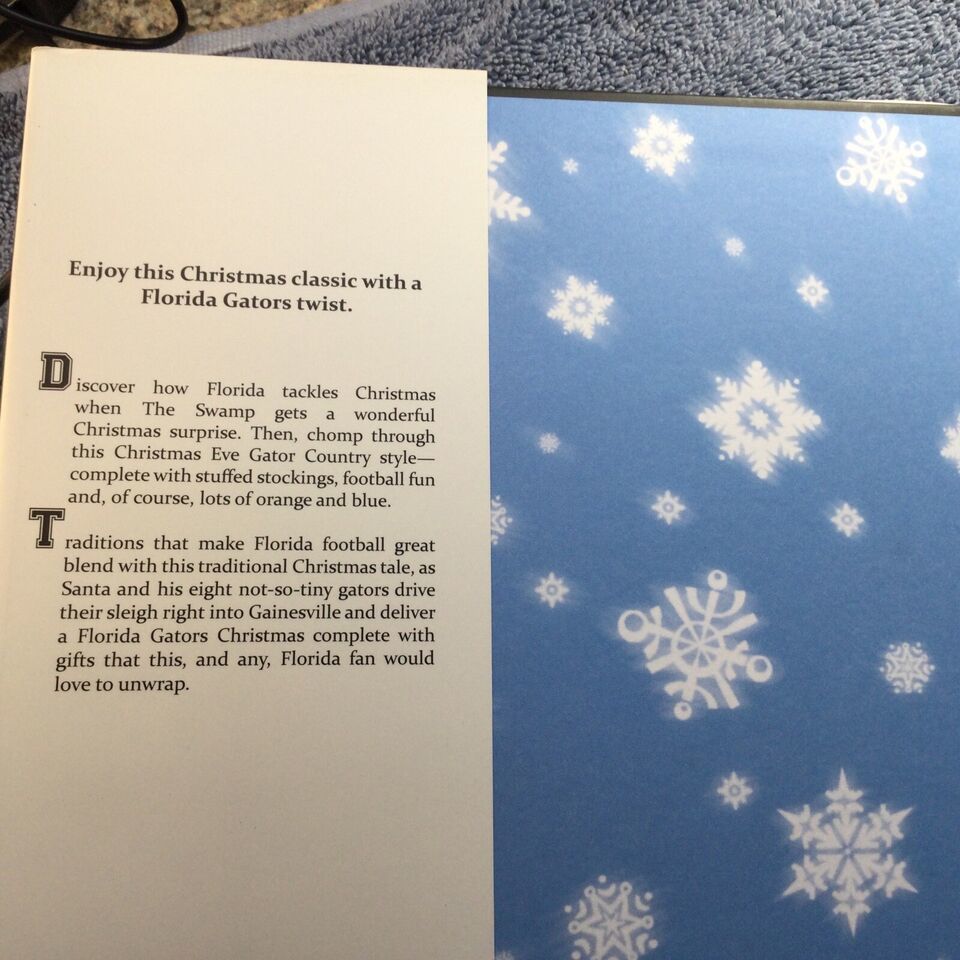 Enjoy this Christmas classic with a
Florida Gators twist.
Discover how Florida tackles Christmas
when The Swamp gets a wonderful
Christmas surprise. Then, chomp through
this Christmas Eve Gator Country style—
complete with stuffed stockings, football fun
and, of course, lots of orange and blue.
Traditions that make Florida football great
blend with this traditional Christmas tale, as
Santa and his eight not-so-tiny gators drive
their sleigh right into Gainesville and deliver
a Florida Gators Christmas complete with
gifts that this, and any, Florida fan would
love to unwrap.